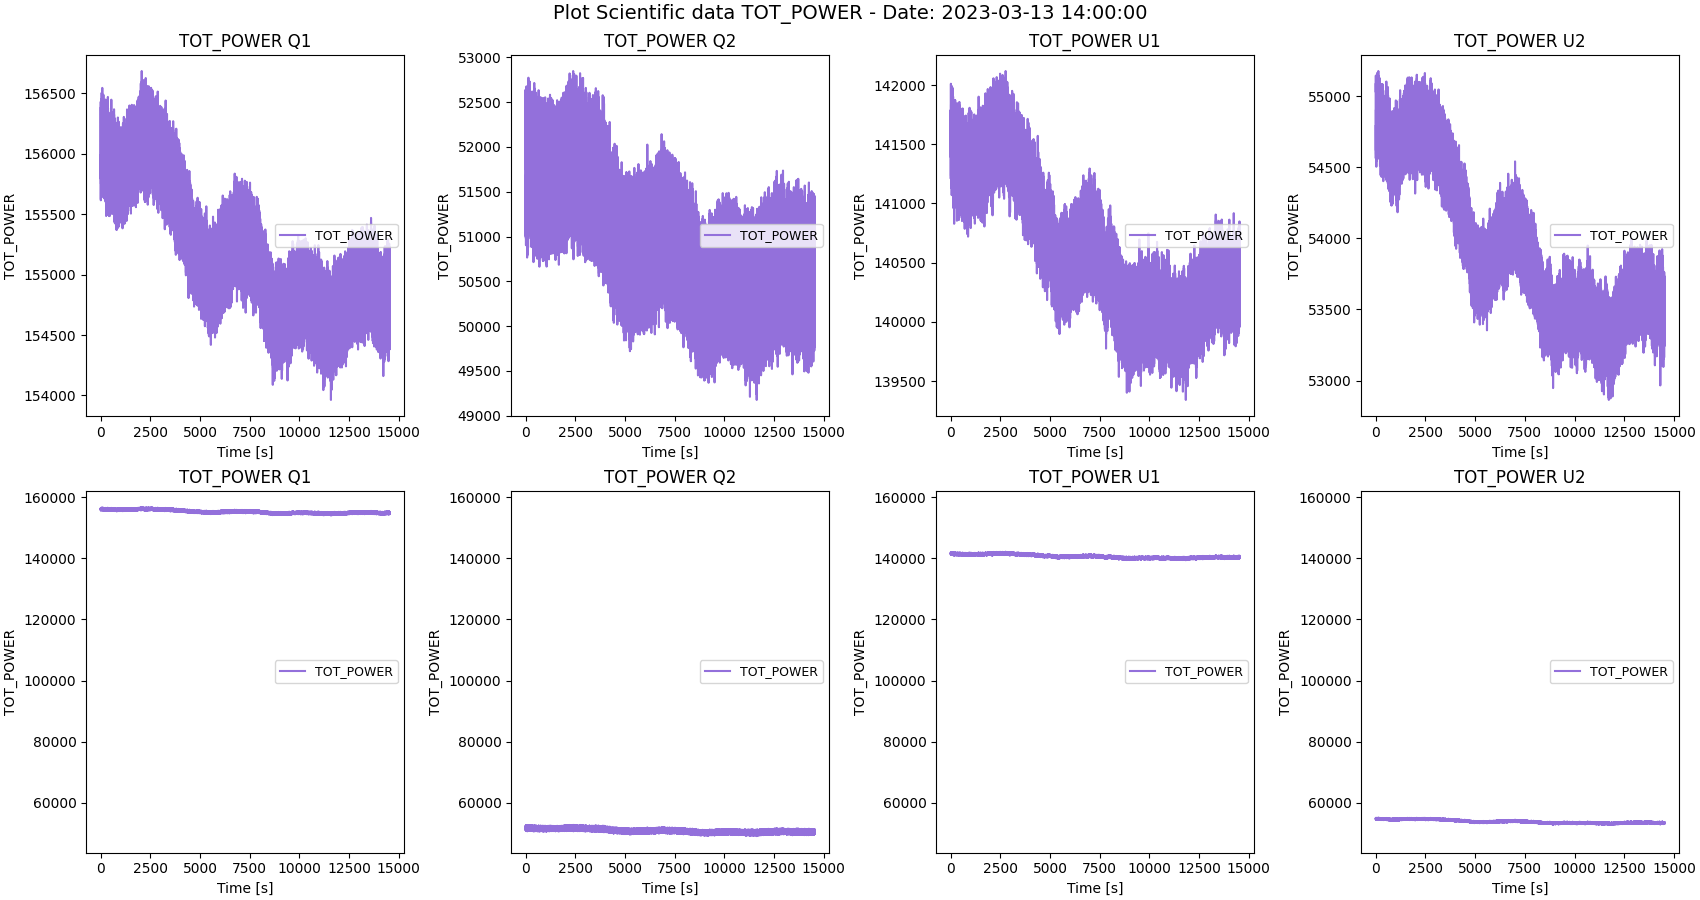 Plot Scientific data TOT_POWER - Date: 2023-03-13 14:00:00
TOT_POWER Q1
TOT_POWER
156500
156000
155500
155000
154500
154000
TOT_POWER
0 2500 5000 7500 10000 12500 15000
Time [s]
TOT_POWER Q2
TOT_POWER
53000
52500
52000
51500
51000
50500
50000
49500
49000
TOT_POWER
0 2500 5000 7500 10000 12500 15000
Time [s]
TOT_POWER U1
TOT_POWER
142000
141500
141000
140500
140000
139500
TOT_POWER
0 2500 5000 7500 10000 12500 15000
Time [s]
TOT_POWER U2
TOT_POWER
55000
54500
54000
53500
53000
TOT_POWER
0 2500 5000 7500 10000 12500 15000
Time [s]
TOT_POWER Q1
TOT_POWER
160000
140000
120000
100000
80000
60000
TOT_POWER
0 2500 5000 7500 10000 12500 15000
Time [s]
TOT_POWER Q2
TOT_POWER
160000
140000
120000
100000
80000
60000
TOT_POWER
0 2500 5000 7500 10000 12500 15000
Time [s]
TOT_POWER U1
TOT_POWER
160000
140000
120000
100000
80000
60000
TOT_POWER
0 2500 5000 7500 10000 12500 15000
Time [s]
TOT_POWER U2
TOT_POWER
160000
140000
120000
100000
80000
60000
TOT_POWER
0 2500 5000 7500 10000 12500 15000
Time [s]